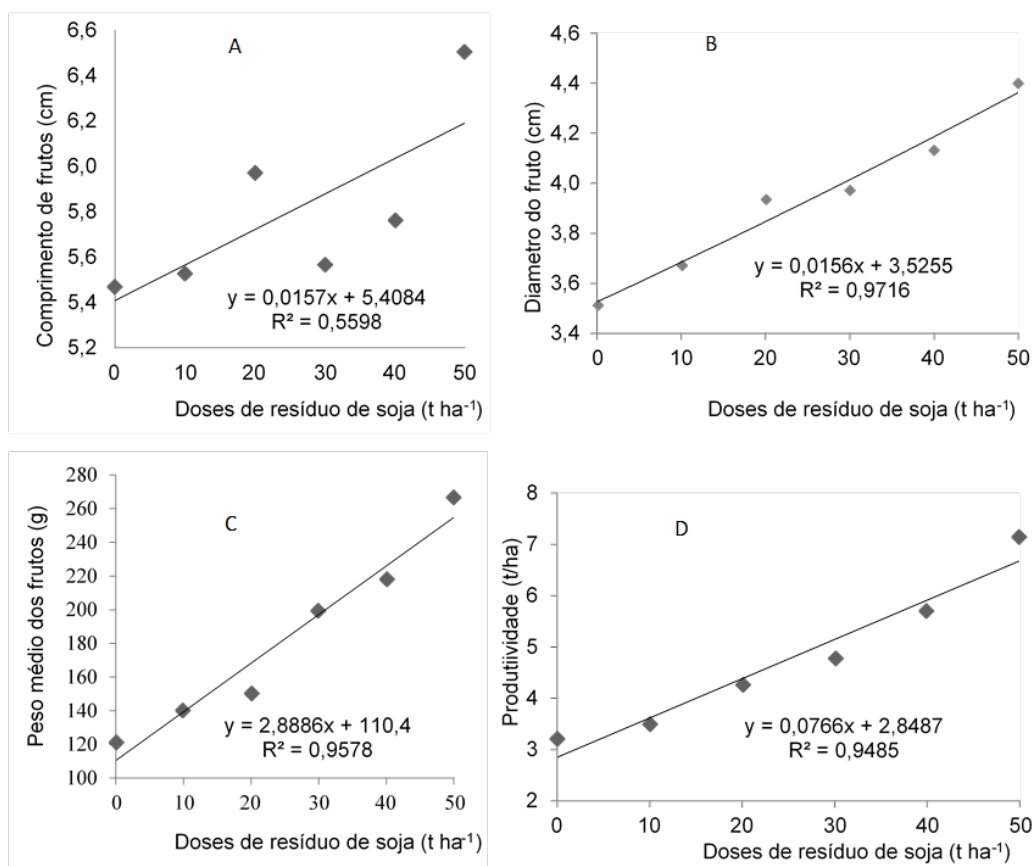 A
Comprimento de frutos (cm)
6,6
6,4
6,2
6,0
5,8
5,6
5,4
5,2
y = 0,0157x + 5,4084
R² = 0,5598
0 10 20 30 40 50
Doses de resíduo de soja (t ha⁻¹)
B
Diametro do fruto (cm)
4,6
4,4
4,2
4,0
3,8
3,6
3,4
y = 0,0156x + 3,5255
R² = 0,9716
0 10 20 30 40 50
Doses de resíduo de soja (t ha⁻¹)
C
Peso médio dos frutos (g)
280
260
240
220
200
180
160
140
120
100
y = 2,8886x + 110,4
R² = 0,9578
0 10 20 30 40 50
Doses de resíduo de soja (t ha⁻¹)
D
Produtiividade (t/ha)
8
7
6
5
4
3
2
y = 0,0766x + 2,8487
R² = 0,9485
0 10 20 30 40 50
Doses de resíduo de soja (t ha⁻¹)